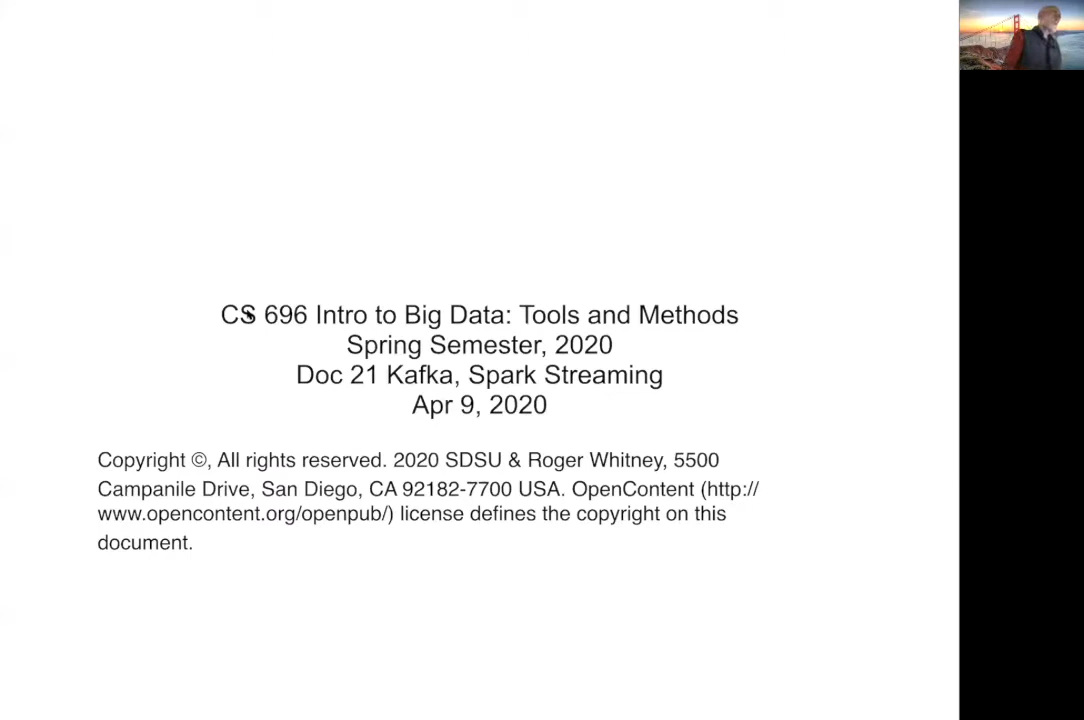 CS 696 Intro to Big Data: Tools and Methods
Spring Semester, 2020
Doc 21 Kafka, Spark Streaming
Apr 9, 2020
Copyright ©, All rights reserved. 2020 SDSU & Roger Whitney, 5500
Campanile Drive, San Diego, CA 92182-7700 USA. OpenContent (http://
www.opencontent.org/openpub/) license defines the copyright on this
document.